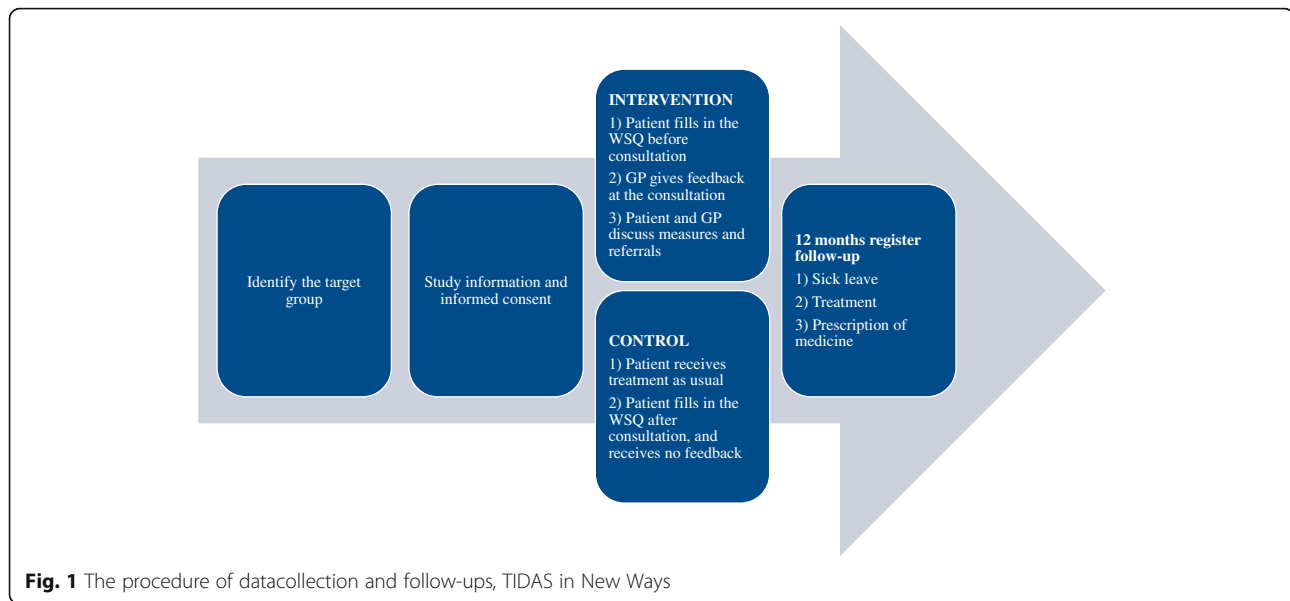 Identify the target
group
Study information and
informed consent
INTERVENTION
1) Patient fills in the
WSQ before
consultation
2) GP gives feedback
at the consultation
3) Patient and GP
discuss measures and
referrals
CONTROL
1) Patient receives
treatment as usual
2) Patient fills in the
WSQ after
consultation, and
receives no feedback
12 months register
follow-up
1) Sick leave
2) Treatment
3) Prescription of
medicine
Fig. 1 The procedure of datacollection and follow-ups, TIDAS in New Ways